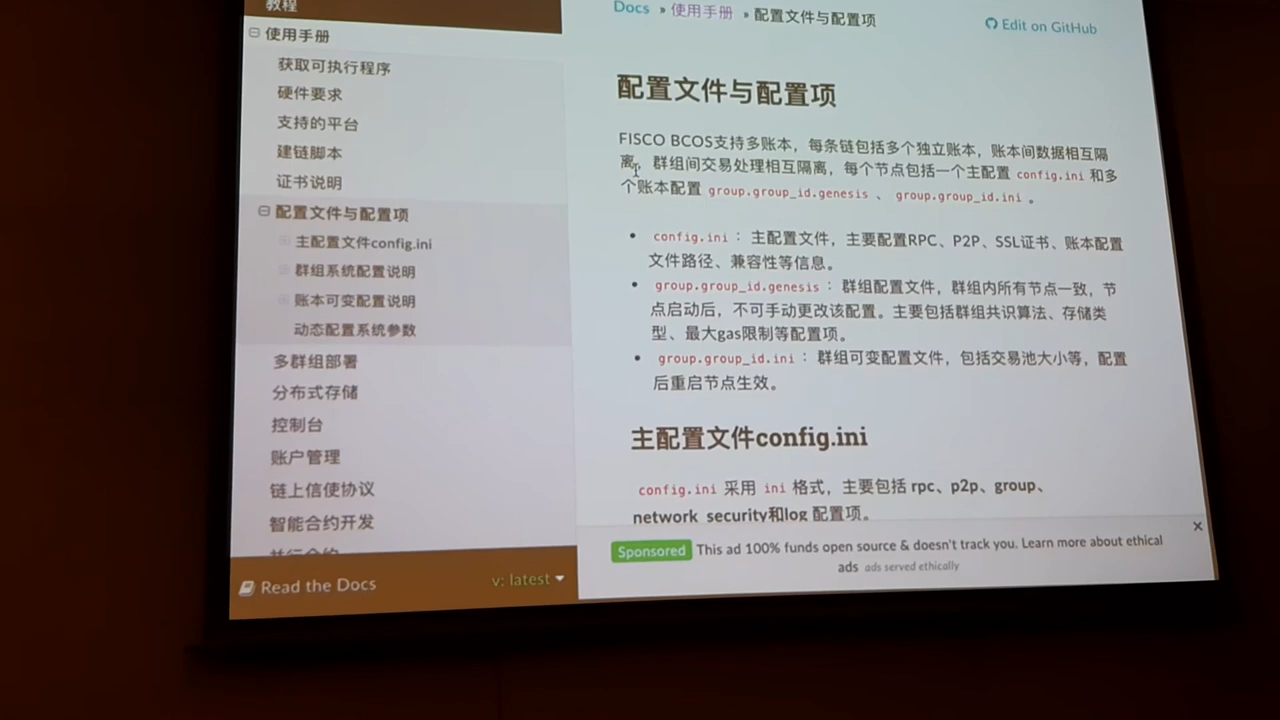 教程
使用手册
获取可执行程序
硬件要求
支持的平台
建链脚本
证书说明
配置文件与配置项
主配置文件config.ini
群组系统配置说明
账本可变配置说明
动态配置系统参数
多群组部署
分布式存储
控制台
账户管理
链上信使协议
智能合约开发
并行合约
Read the Docs
v: latest
Docs » 使用手册 » 配置文件与配置项
Edit on GitHub
配置文件与配置项
FISCO BCOS支持多账本，每条链包括多个独立账本，账本间数据相互隔
离，群组间交易处理相互隔离，每个节点包括一个主配置 config.ini 和多
个账本配置 group.group_id.genesis 、 group.group_id.ini 。
• config.ini ：主配置文件，主要配置RPC、P2P、SSL证书、账本配置
文件路径、兼容性等信息。
• group.group_id.genesis ：群组配置文件，群组内所有节点一致，节
点启动后，不可手动更改该配置。主要包括群组共识算法、存储类
型、最大gas限制等配置项。
• group.group_id.ini ：群组可变配置文件，包括交易池大小等，配置
后重启节点生效。
主配置文件config.ini
config.ini 采用 ini 格式，主要包括 rpc、p2p、group、
network_security和log 配置项。
Sponsored This ad 100% funds open source & doesn't track you. Learn more about ethical
ads ads served ethically